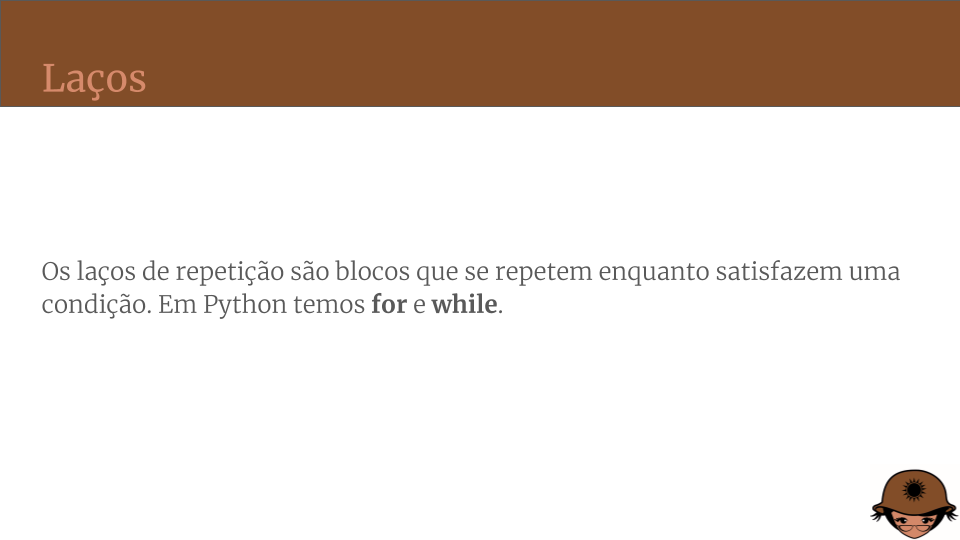 Laços
Os laços de repetição são blocos que se repetem enquanto satisfazem uma
condição. Em Python temos for e while.